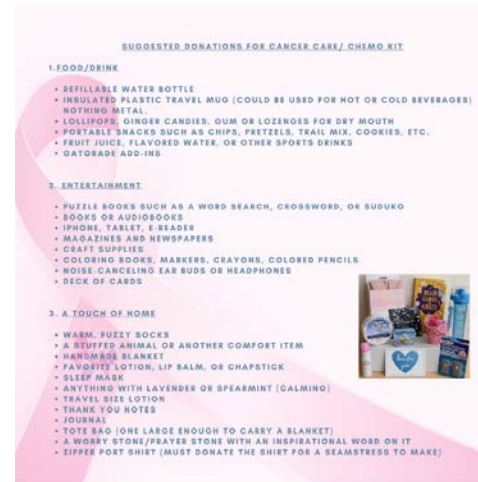 SUGGESTED DONATIONS FOR CANCER CARE/ CHEMO KIT
1.FOOD/DRINK
• REFILLABLE WATER BOTTLE
• INSULATED PLASTIC TRAVEL MUG (COULD BE USED FOR HOT OR COLD BEVERAGES)
NOTHING METAL.
• LOLLIPOPS, GINGER CANDIES, GUM OR LOZENGES FOR DRY MOUTH
• PORTABLE SNACKS SUCH AS CHIPS, PRETZELS, TRAIL MIX, COOKIES, ETC.
• FRUIT JUICE, FLAVORED WATER, OR OTHER SPORTS DRINKS
• GATORADE ADD-INS
2. ENTERTAINMENT
• PUZZLE BOOKS SUCH AS A WORD SEARCH, CROSSWORD, OR SUDUKO
• BOOKS OR AUDIOBOOKS
• IPHONE, TABLET, E-READER
• MAGAZINES AND NEWSPAPERS
• CRAFT SUPPLIES
• COLORING BOOKS, MARKERS, CRAYONS, COLORED PENCILS
• NOISE-CANCELING EAR BUDS OR HEADPHONES
• DECK OF CARDS
3. A TOUCH OF HOME
• WARM, FUZZY SOCKS
• A STUFFED ANIMAL OR ANOTHER COMFORT ITEM
• HANDMADE BLANKET
• FAVORITE LOTION, LIP BALM, OR CHAPSTICK
• SLEEP MASK
• ANYTHING WITH LAVENDER OR SPEARMINT (CALMING)
• TRAVEL SIZE LOTION
• THANK YOU NOTES
• JOURNAL
• TOTE BAG (ONE LARGE ENOUGH TO CARRY A BLANKET)
• A WORRY STONE/PRAYER STONE WITH AN INSPIRATIONAL WORD ON IT
• ZIPPER PORT SHIRT (MUST DONATE THE SHIRT FOR A SEAMSTRESS TO MAKE)